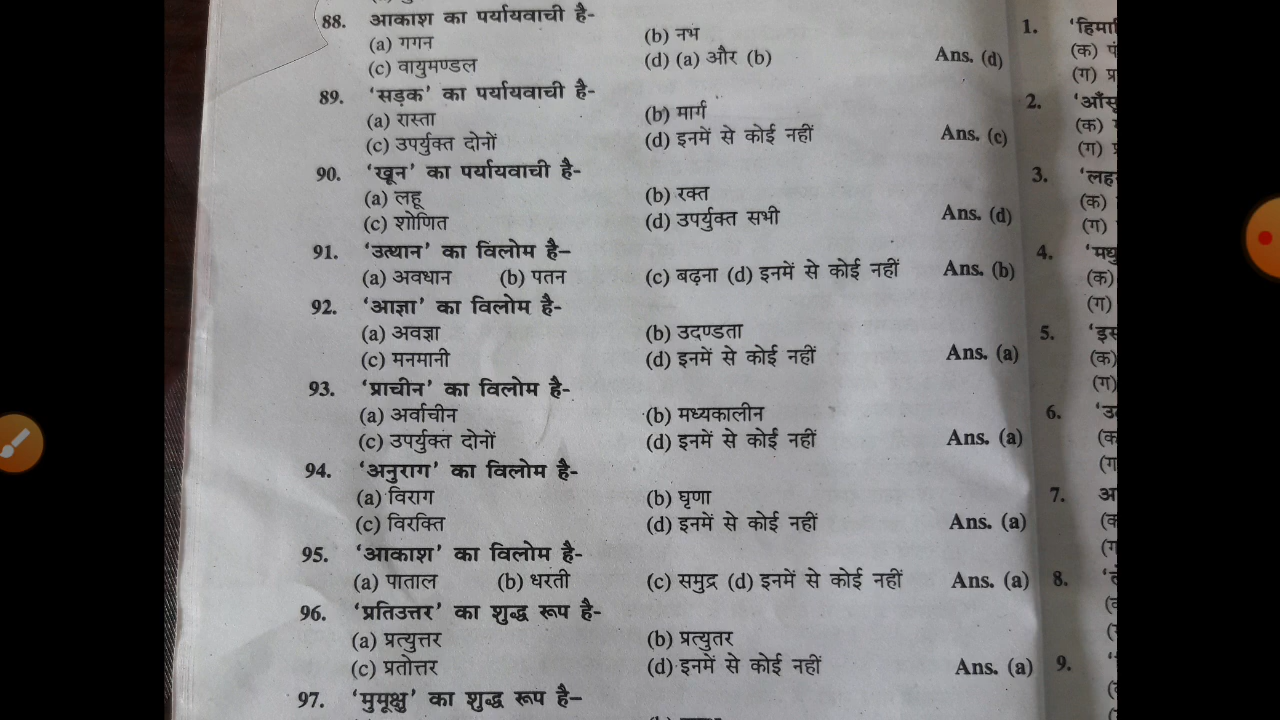 88. आकाश का पर्यायवाची है-
(a) गगन (b) नभ
(c) वायुमण्डल (d) (a) और (b) Ans. (d)
89. ‘सड़क’ का पर्यायवाची है-
(a) रास्ता (b) मार्ग
(c) उपर्युक्त दोनों (d) इनमें से कोई नहीं Ans. (c)
90. ‘खून’ का पर्यायवाची है-
(a) लहू (b) रक्त
(c) शोणित (d) उपर्युक्त सभी Ans. (d)
91. ‘उत्थान’ का विलोम है–
(a) अवधान (b) पतन (c) बढ़ना (d) इनमें से कोई नहीं Ans. (b)
92. ‘आज्ञा’ का विलोम है-
(a) अवज्ञा (b) उदण्डता
(c) मनमानी (d) इनमें से कोई नहीं Ans. (a)
93. ‘प्राचीन’ का विलोम है-
(a) अर्वाचीन (b) मध्यकालीन
(c) उपर्युक्त दोनों (d) इनमें से कोई नहीं Ans. (a)
94. ‘अनुराग’ का विलोम है-
(a) विराग (b) घृणा
(c) विरक्ति (d) इनमें से कोई नहीं Ans. (a)
95. ‘आकाश’ का विलोम है-
(a) पाताल (b) धरती (c) समुद्र (d) इनमें से कोई नहीं Ans. (a)
96. ‘प्रतिउत्तर’ का शुद्ध रूप है-
(a) प्रत्युत्तर (b) प्रत्युतर
(c) प्रतोत्तर (d) इनमें से कोई नहीं Ans. (a)
97. ‘मुमूक्षु’ का शुद्ध रूप है–
1.
(क)
(ग)
2.
(क)
(ग)
3.
(क)
(ग)
4.
(क)
(ग)
5.
(क)
(ग)
6.
7.
8.
9.